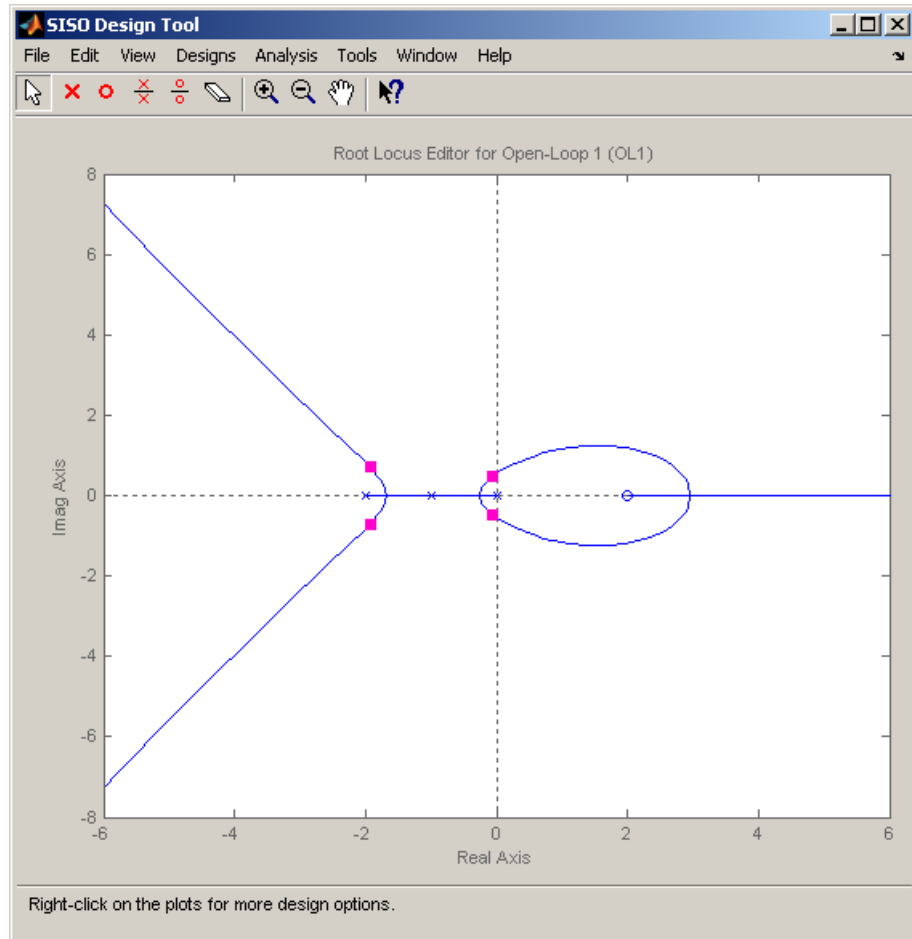 SISO Design Tool
File Edit View Designs Analysis Tools Window Help
Root Locus Editor for Open-Loop 1 (OL1)
8
6
4
2
0
-2
-4
-6
-8
Imag Axis
-6 -4 -2 0 2 4 6
Real Axis
Right-click on the plots for more design options.